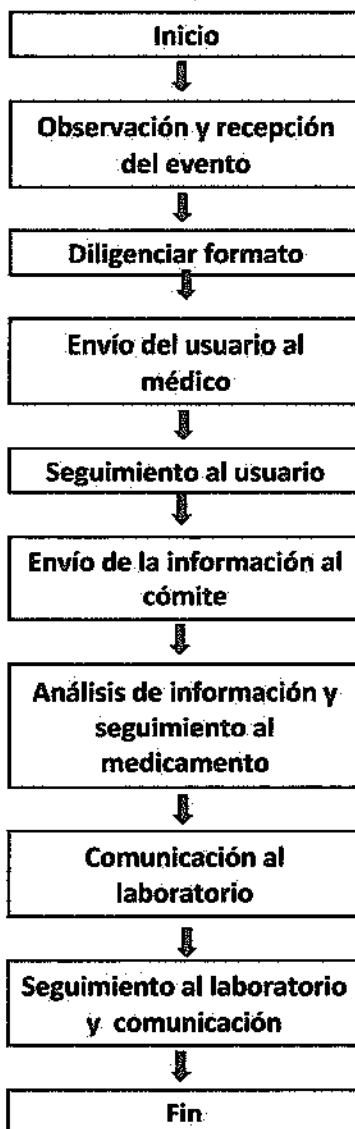 Inicio
Observación y recepción
del evento
Diligenciar formato
Envío del usuario al
médico
Seguimiento al usuario
Envío de la información al
cómite
Análisis de información y
seguimiento al
medicamento
Comunicación al
laboratorio
Seguimiento al laboratorio
y comunicación
Fin